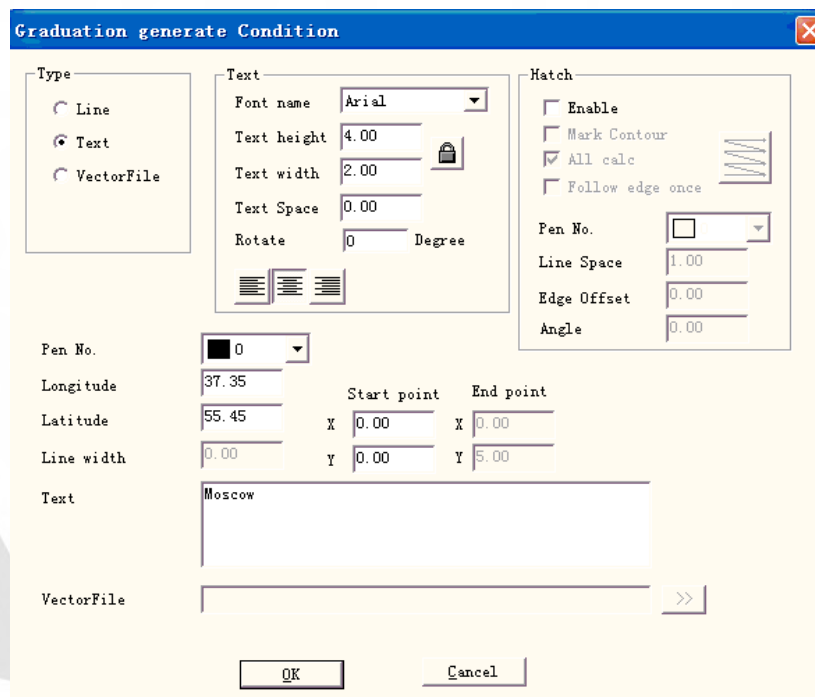 Graduation generate Condition
Type
Line
Text
VectorFile
Text
Font name Arial
Text height 4.00
Text width 2.00
Text Space 0.00
Rotate 0 Degree
Hatch
Enable
Mark Contour
All calc
Follow edge once
Pen No.
Line Space 1.00
Edge Offset 0.00
Angle 0.00
Pen No. 0
Longitude 37.35
Latitude 55.45
Line width 0.00
Start point End point
X 0.00 X 0.00
Y 0.00 Y 5.00
Text Moscow
VectorFile >>
OK Cancel